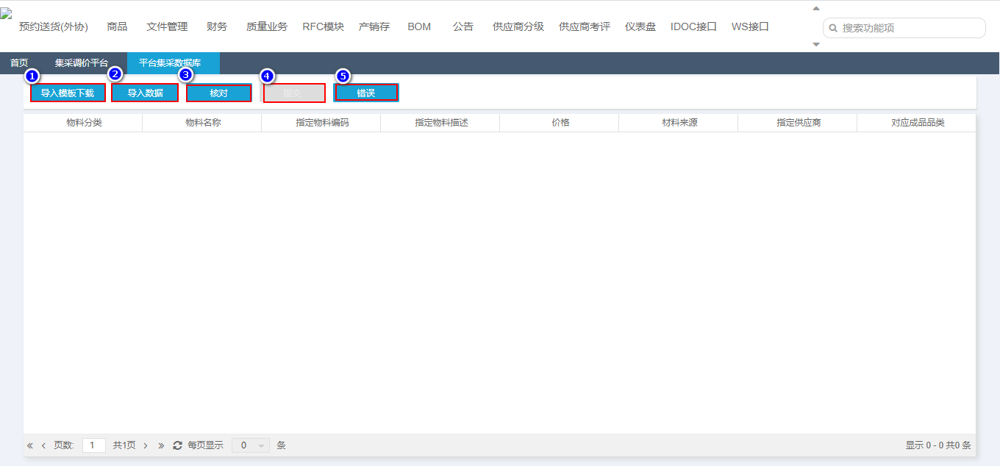 预约送货(外协) 商品 文件管理 财务 质量业务 RFC模块 产销存 BOM 公告 供应商分级 供应商考评 仪表盘 IDOC接口 WS接口 搜索功能项
首页 集采调价平台 平台集采数据库
1 2 3 4 5
导入模板下载 导入数据 核对 提交 错误
物料分类 物料名称 指定物料编码 指定物料描述 价格 材料来源 指定供应商 对应成品品类
« ‹ 页数: 1 共1页 › » 每页显示 0 条 显示 0 - 0 共0 条